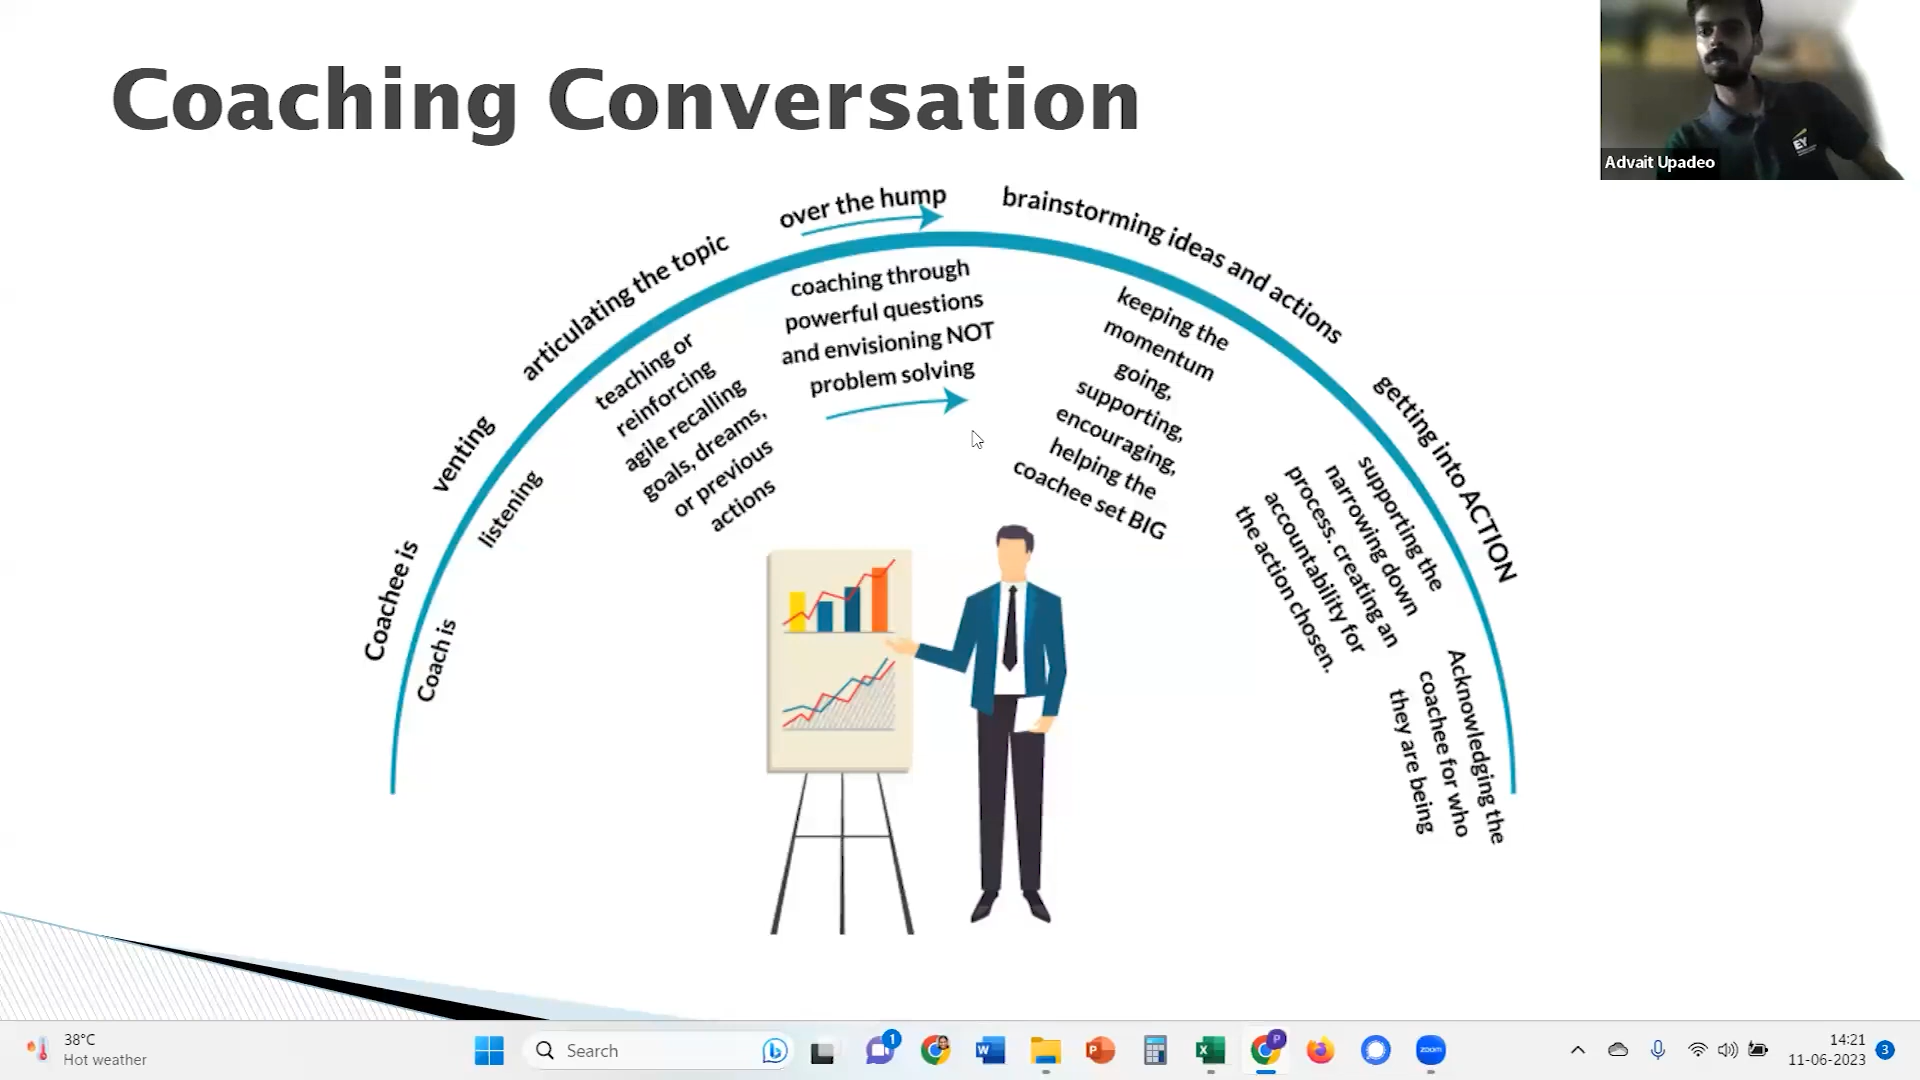 Coaching Conversation
EY
Advait Upadeo
Coachee is
venting
articulating the topic
over the hump
brainstorming ideas and actions
getting into ACTION
Coach is
listening
teaching or
reinforcing
agile recalling
goals, dreams,
or previous
actions
coaching through
powerful questions
and envisioning NOT
problem solving
keeping the
momentum
going,
supporting,
encouraging,
helping the
coachee set BIG
supporting the
narrowing down
process. creating an
accountability for
the action chosen.
Acknowledging the
coachee for who
they are being
38°C
Hot weather
Search
1
W
P
X
P
zoom
14:21
11-06-2023
3